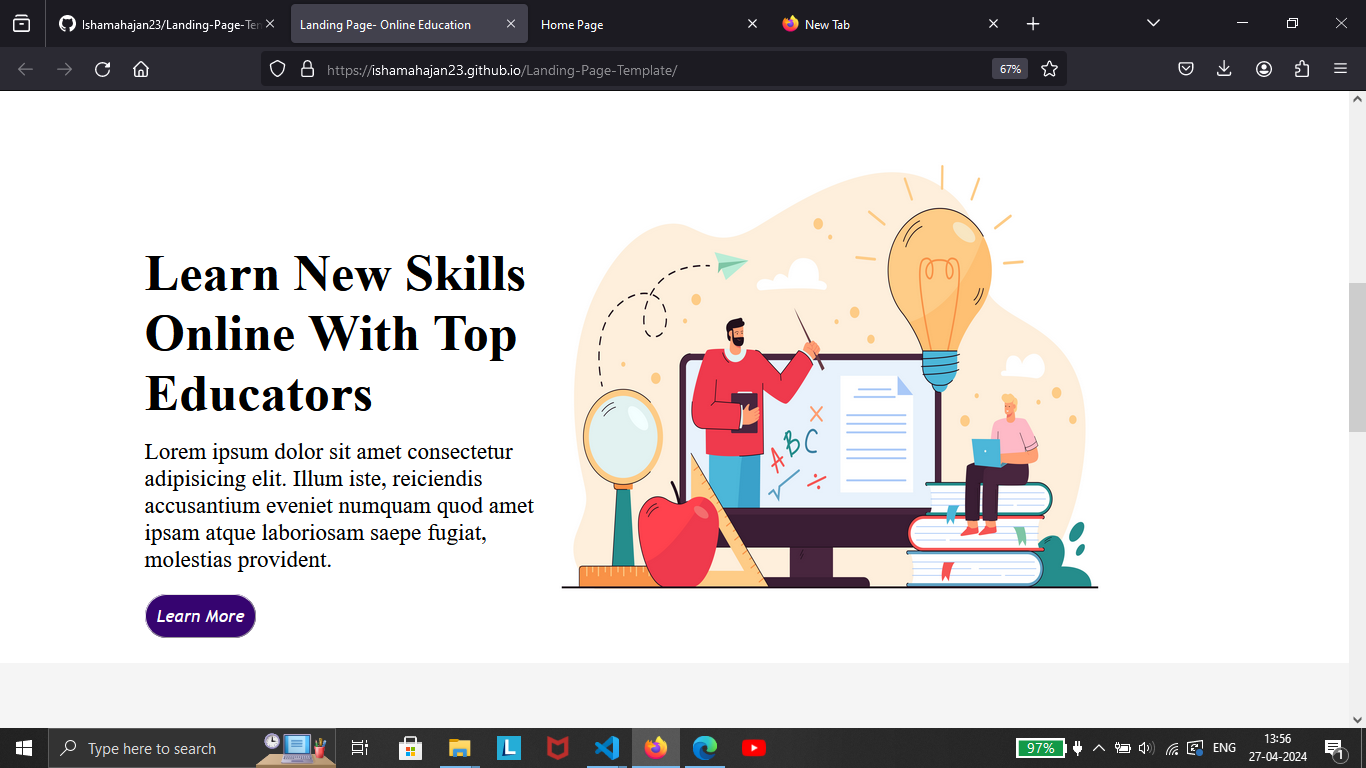 Ishamahajan23/Landing-Page-Ten
Landing Page- Online Education
Home Page
New Tab
https://ishamahajan23.github.io/Landing-Page-Template/
67%
Learn New Skills
Online With Top
Educators
Lorem ipsum dolor sit amet consectetur
adipisicing elit. Illum iste, reiciendis
accusantium eveniet numquam quod amet
ipsam atque laboriosam saepe fugiat,
molestias provident.
Learn More
A B C
Type here to search
L
97%
ENG
13:56
27-04-2024
1